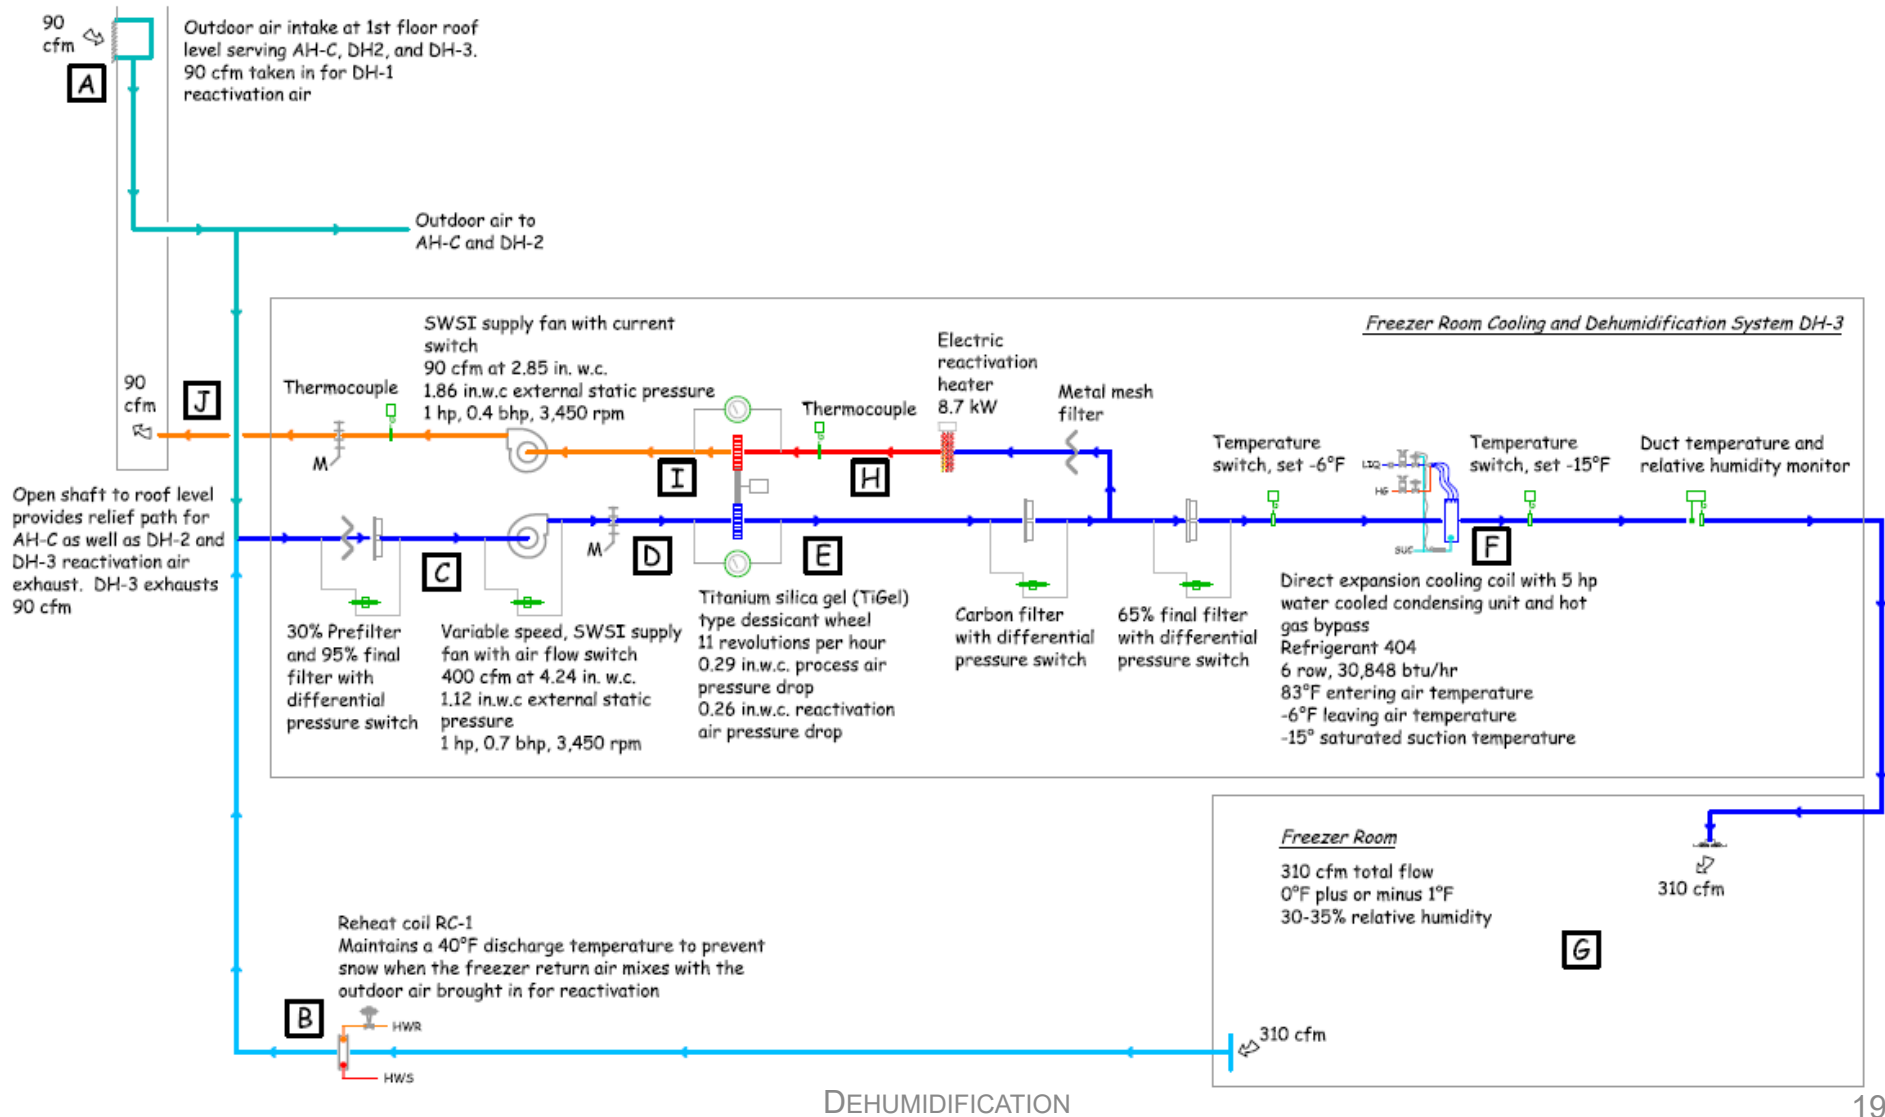 90
cfm
A
Outdoor air intake at 1st floor roof
level serving AH-C, DH2, and DH-3.
90 cfm taken in for DH-1
reactivation air
Outdoor air to
AH-C and DH-2
Freezer Room Cooling and Dehumidification System DH-3
SWSI supply fan with current
switch
90 cfm at 2.85 in. w.c.
1.86 in.w.c external static pressure
1 hp, 0.4 bhp, 3,450 rpm
Electric
reactivation
heater
8.7 kW
Metal mesh
filter
90
cfm
J
Thermocouple
M
Thermocouple
I
H
Temperature
switch, set -6°F
LIQ
HG
SUC
Temperature
switch, set -15°F
Duct temperature and
relative humidity monitor
Open shaft to roof level
provides relief path for
AH-C as well as DH-2 and
DH-3 reactivation air
exhaust. DH-3 exhausts
90 cfm
C
M
D
E
F
30% Prefilter
and 95% final
filter with
differential
pressure switch
Variable speed, SWSI supply
fan with air flow switch
400 cfm at 4.24 in. w.c.
1.12 in.w.c external static
pressure
1 hp, 0.7 bhp, 3,450 rpm
Titanium silica gel (TiGel)
type dessicant wheel
11 revolutions per hour
0.29 in.w.c. process air
pressure drop
0.26 in.w.c. reactivation
air pressure drop
Carbon filter
with differential
pressure switch
65% final filter
with differential
pressure switch
Direct expansion cooling coil with 5 hp
water cooled condensing unit and hot
gas bypass
Refrigerant 404
6 row, 30,848 btu/hr
83°F entering air temperature
-6°F leaving air temperature
-15° saturated suction temperature
Freezer Room
310 cfm total flow
0°F plus or minus 1°F
30-35% relative humidity
310 cfm
G
Reheat coil RC-1
Maintains a 40°F discharge temperature to prevent
snow when the freezer return air mixes with the
outdoor air brought in for reactivation
B
HWR
HWS
310 cfm
DEHUMIDIFICATION
19